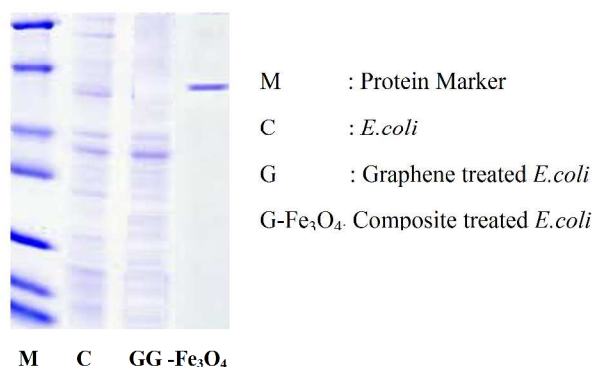 M : Protein Marker
C : E.coli
G : Graphene treated E.coli
G-Fe₃O₄. Composite treated E.coli
M C GG -Fe₃O₄